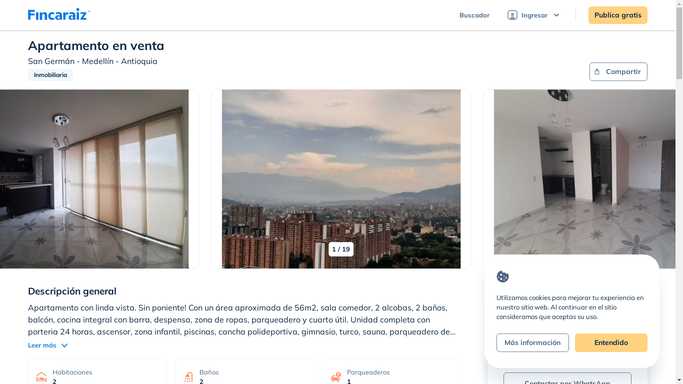 Fincaraiz
Buscador
Ingresar
Publica gratis
Apartamento en venta
San Germán - Medellín - Antioquia
Inmobiliaria
Compartir
1 / 19
Descripción general
Apartamento con linda vista. Sin poniente! Con un área aproximada de 56m2, sala comedor, 2 alcobas, 2 baños,
balcón, cocina integral con barra, despensa, zona de ropas, parqueadero y cuarto útil. Unidad completa con
porteria 24 horas, ascensor, zona infantil, piscinas, cancha polideportiva, gimnasio, turco, sauna, parqueadero de...
Leer más
Habitaciones
2
Baños
2
Parqueaderos
1
Utilizamos cookies para mejorar tu experiencia en
nuestro sitio web. Al continuar en el sitio
consideramos que aceptas su uso.
Más información
Entendido
Contactar por WhatsApp